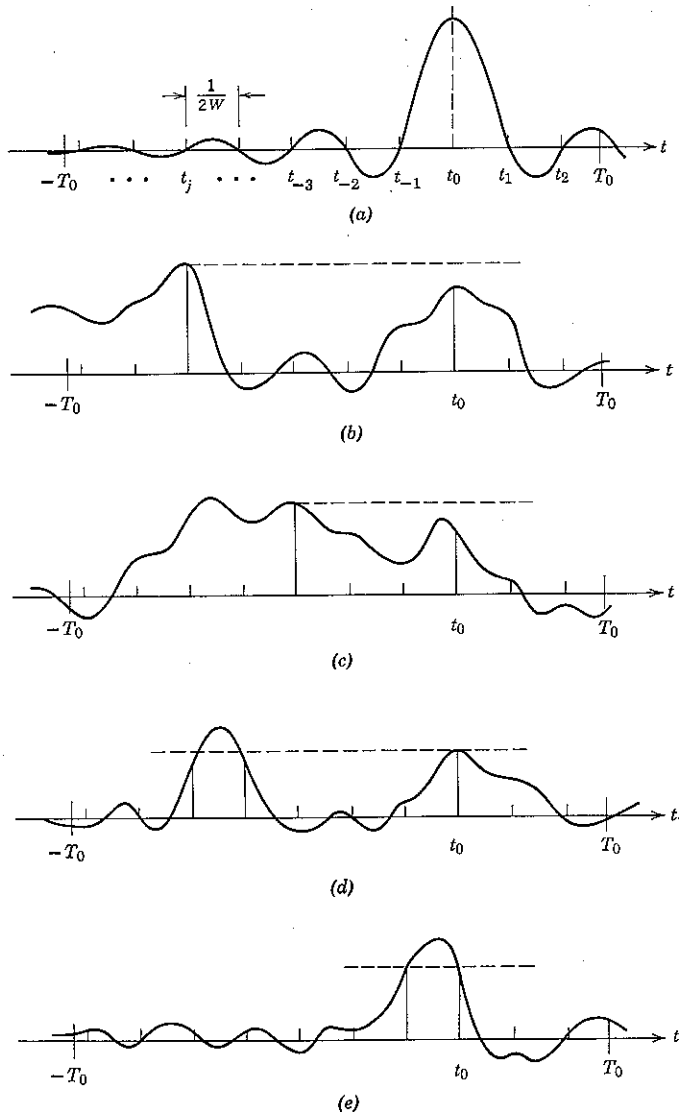 1
2W
t
−T₀ · · · t_j · · · t₋₃ t₋₂ t₋₁ t₀ t₁ t₂ T₀
(a)
t
−T₀ t₀ T₀
(b)
t
−T₀ t₀ T₀
(c)
t.
−T₀ t₀ T₀
(d)
t
−T₀ t₀ T₀
(e)